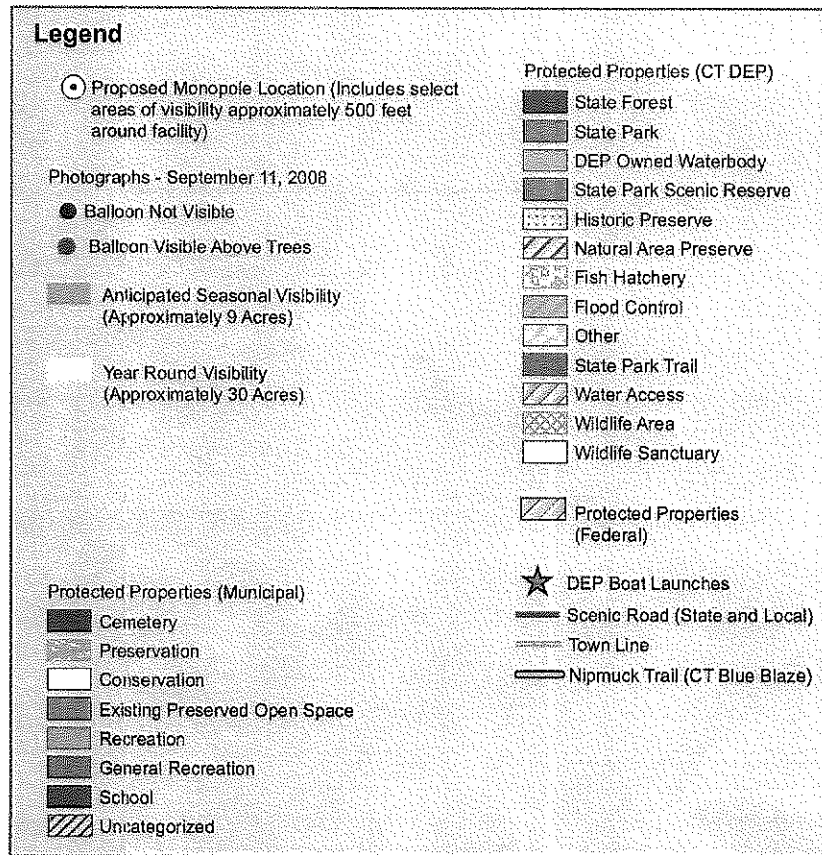 Legend
Proposed Monopole Location (Includes select
areas of visibility approximately 500 feet
around facility)
Photographs - September 11, 2008
Balloon Not Visible
Balloon Visible Above Trees
Anticipated Seasonal Visibility
(Approximately 9 Acres)
Year Round Visibility
(Approximately 30 Acres)
Protected Properties (Municipal)
Cemetery
Preservation
Conservation
Existing Preserved Open Space
Recreation
General Recreation
School
Uncategorized
Protected Properties (CT DEP)
State Forest
State Park
DEP Owned Waterbody
State Park Scenic Reserve
Historic Preserve
Natural Area Preserve
Fish Hatchery
Flood Control
Other
State Park Trail
Water Access
Wildlife Area
Wildlife Sanctuary
Protected Properties
(Federal)
DEP Boat Launches
Scenic Road (State and Local)
Town Line
Nipmuck Trail (CT Blue Blaze)